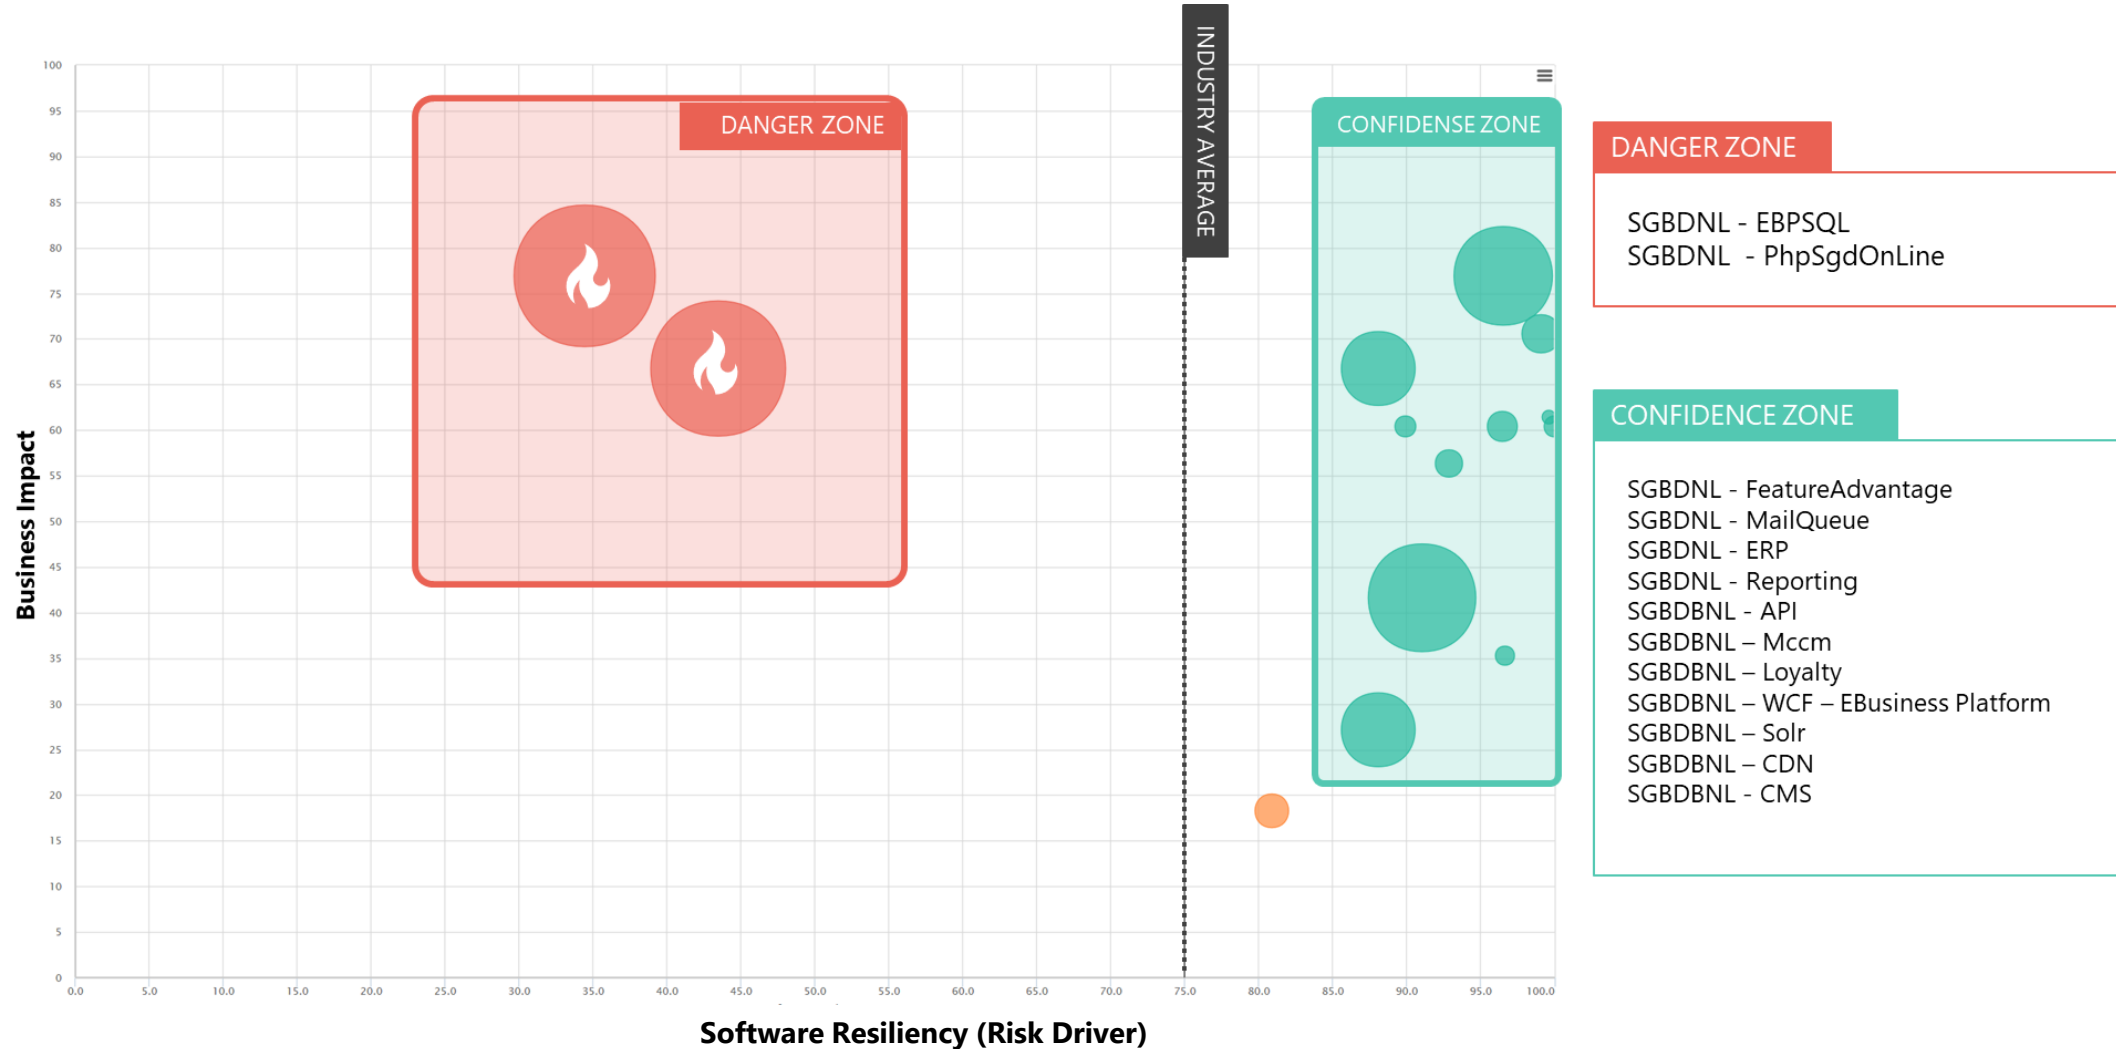 INDUSTRY AVERAGE
100
95
90
85
80
75
70
65
60
55
50
45
40
35
30
25
20
15
10
5
0
Business Impact
DANGER ZONE
CONFIDENSE ZONE
0.0 5.0 10.0 15.0 20.0 25.0 30.0 35.0 40.0 45.0 50.0 55.0 60.0 65.0 70.0 75.0 80.0 85.0 90.0 95.0 100.0
Software Resiliency (Risk Driver)
DANGER ZONE
SGBDNL - EBPSQL
SGBDNL - PhpSgdOnLine
CONFIDENCE ZONE
SGBDNL - FeatureAdvantage
SGBDNL - MailQueue
SGBDNL - ERP
SGBDNL - Reporting
SGBDBNL - API
SGBDBNL – Mccm
SGBDBNL – Loyalty
SGBDBNL – WCF – EBusiness Platform
SGBDBNL – Solr
SGBDBNL – CDN
SGBDBNL - CMS